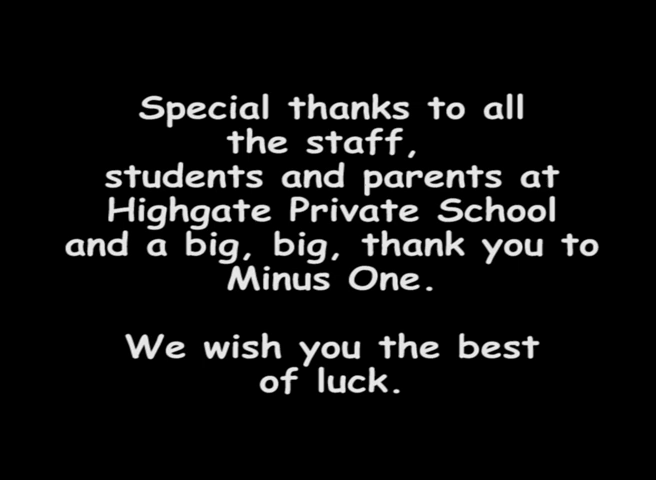 Special thanks to all
the staff,
students and parents at
Highgate Private School
and a big, big, thank you to
Minus One.
We wish you the best
of luck.